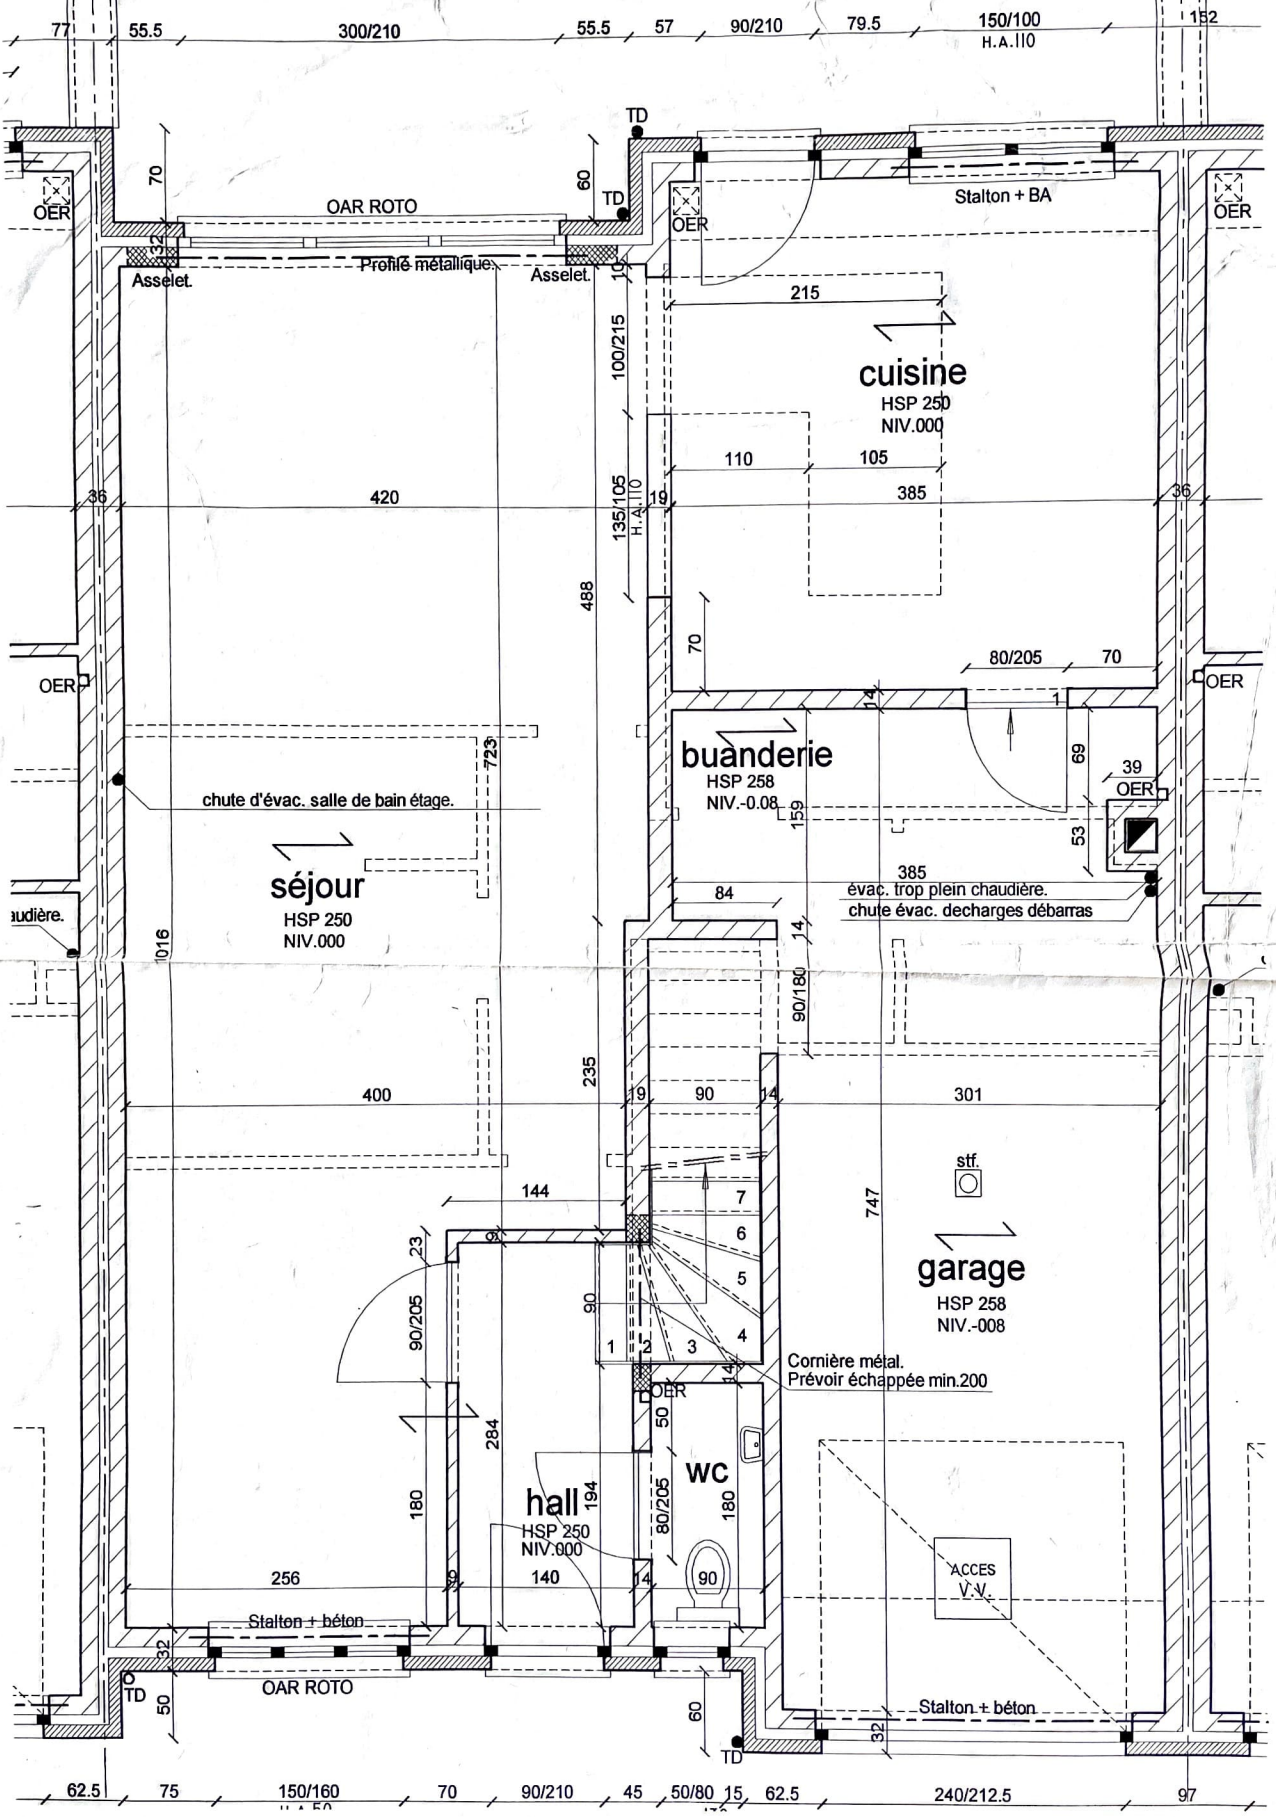 77
55.5
300/210
55.5
57
90/210
79.5
150/100
H.A.110
152
TD
70
60
TD
OER
OAR ROTO
OER
Stalton + BA
OER
32
Profilé métallique.
Asselet.
Asselet.
10
215
100/215
cuisine
HSP 250
NIV.000
110
105
36
420
135/105
H.A.110
19
385
36
488
70
80/205
70
OER
OER
14
1
723
buanderie
HSP 258
NIV.-0.08
159
69
39
OER
53
chute d'évac. salle de bain étage.
séjour
HSP 250
NIV.000
385
84
évac. trop plein chaudière.
chute évac. decharges débarras
audière.
1016
14
90/180
235
400
19
90
14
301
stf.
144
747
7
23
9
6
5
garage
HSP 258
NIV.-008
90/205
90
1
2
3
4
Cornière métal.
Prévoir échappée min.200
14
OER
50
284
WC
180
hall
HSP 250
NIV.000
194
80/205
180
ACCES
V.V.
256
9
140
14
90
Stalton + béton
32
OAR ROTO
TD
50
60
TD
Stalton + béton
32
62.5
75
150/160
70
90/210
45
50/80
15
62.5
240/212.5
97